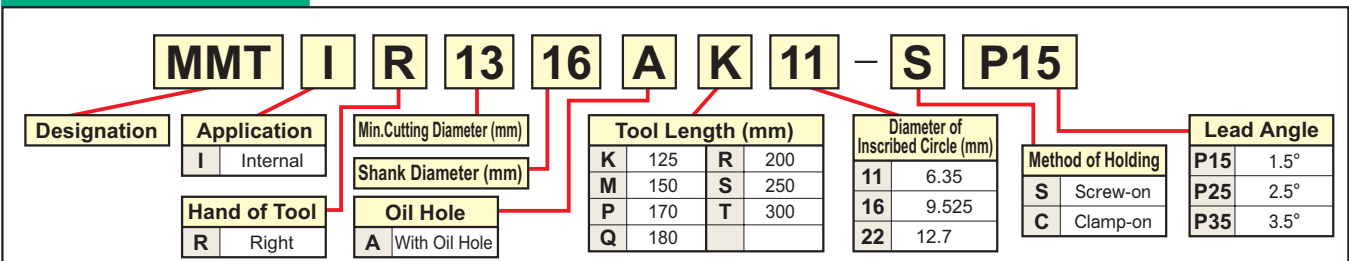 MMT I R 13 16 A K 11 – S P15
Designation
Application
I Internal
Hand of Tool
R Right
Min.Cutting Diameter (mm)
Shank Diameter (mm)
Oil Hole
A With Oil Hole
Tool Length (mm)
K 125 R 200
M 150 S 250
P 170 T 300
Q 180
Diameter of
Inscribed Circle (mm)
11 6.35
16 9.525
22 12.7
Method of Holding
S Screw-on
C Clamp-on
Lead Angle
P15 1.5°
P25 2.5°
P35 3.5°